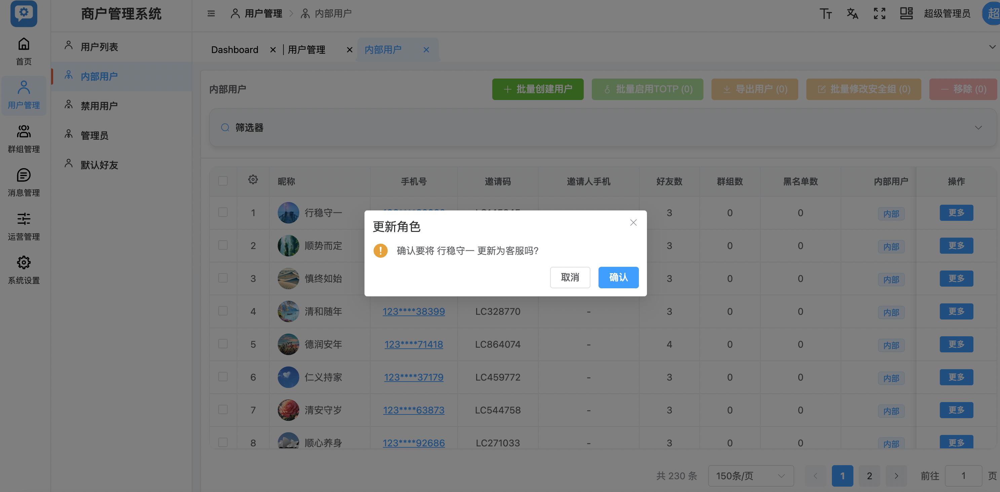 商户管理系统
用户管理 内部用户
超级管理员
超
首页
用户管理
群组管理
消息管理
运营管理
系统设置
用户列表
内部用户
禁用用户
管理员
默认好友
Dashboard 用户管理 内部用户
内部用户
批量创建用户 批量启用TOTP (0) 导出用户 (0) 批量修改安全组 (0) 移除 (0)
筛选器
昵称 手机号 邀请码 邀请人手机 好友数 群组数 黑名单数 内部用户 操作
1 行稳守一 3 0 0 内部 更多
2 顺势而定 3 0 0 内部 更多
3 慎终如始 3 0 0 内部 更多
更新角色
确认要将 行稳守一 更新为客服吗?
取消 确认
4 清和随年 123****38399 LC328770 - 3 0 0 内部 更多
5 德润安年 123****71418 LC864074 - 4 0 0 内部 更多
6 仁义持家 123****37179 LC459772 - 3 0 0 内部 更多
7 清安守岁 123****63873 LC544758 - 3 0 0 内部 更多
8 顺心养身 123****92686 LC271033 - 3 0 0 内部 更多
共 230 条 150条/页 1 2 前往 1 页